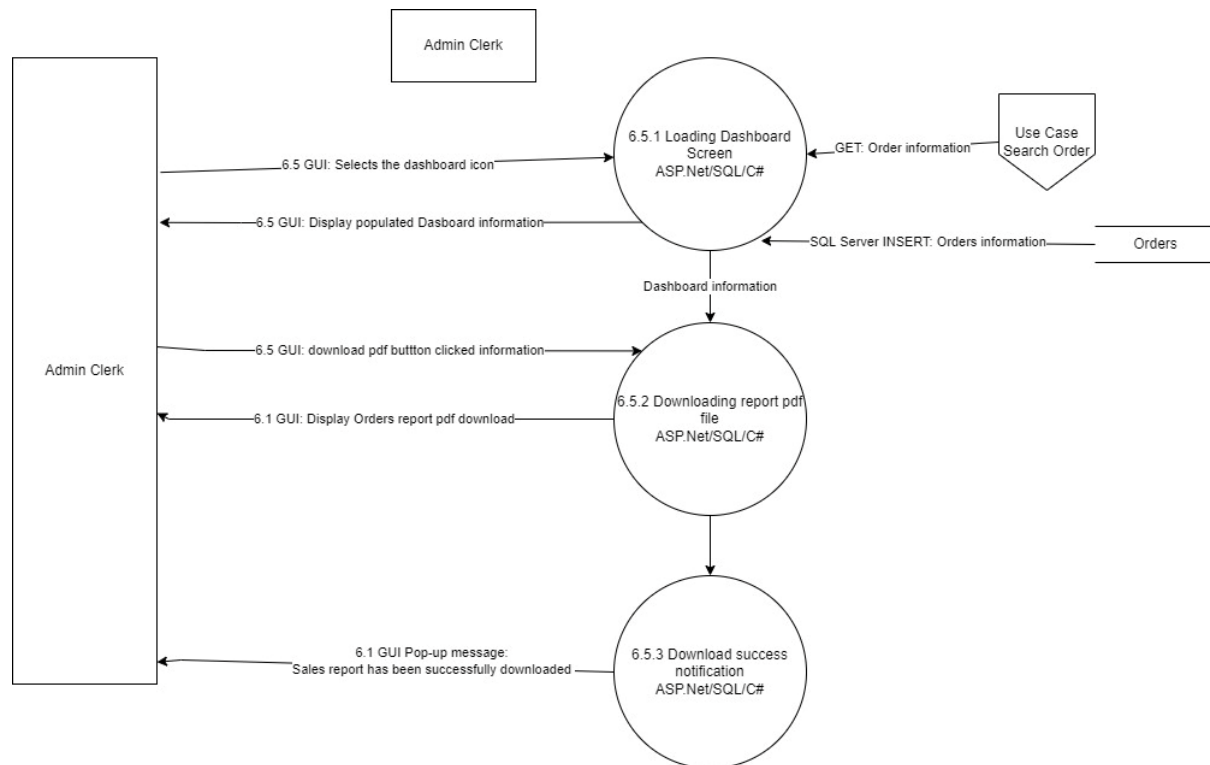 Admin Clerk
6.5.1 Loading Dashboard
Screen
ASP.Net/SQL/C#
Use Case
Search Order
GET: Order information
6.5 GUI: Selects the dashboard icon
6.5 GUI: Display populated Dasboard information
SQL Server INSERT: Orders information
Orders
Dashboard information
Admin Clerk
6.5 GUI: download pdf buttton clicked information
6.5.2 Downloading report pdf
file
ASP.Net/SQL/C#
6.1 GUI: Display Orders report pdf download
6.1 GUI Pop-up message:
Sales report has been successfully downloaded
6.5.3 Download success
notification
ASP.Net/SQL/C#